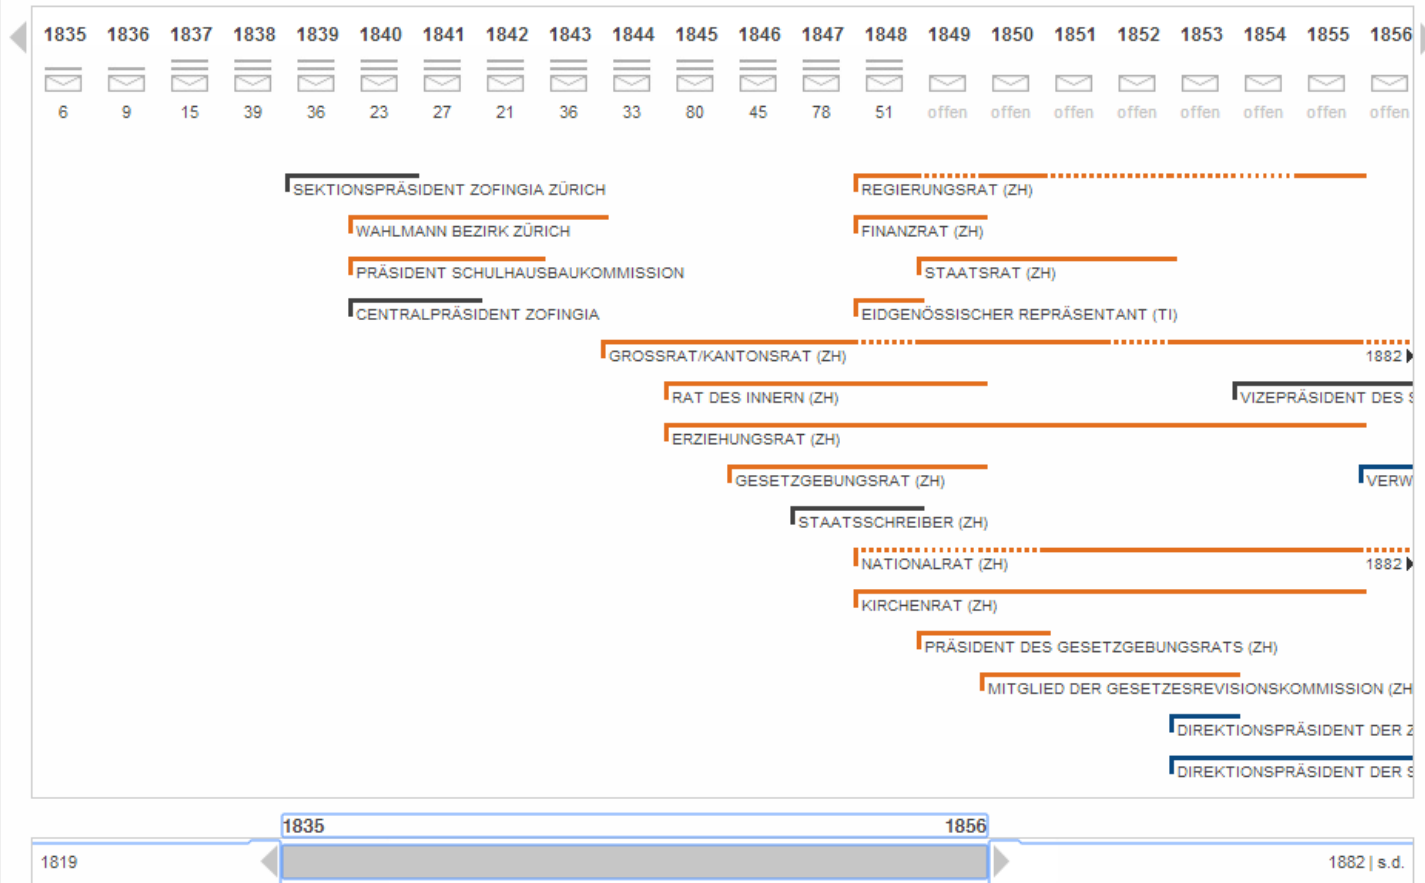 1835 1836 1837 1838 1839 1840 1841 1842 1843 1844 1845 1846 1847 1848 1849 1850 1851 1852 1853 1854 1855 1856
6 9 15 39 36 23 27 21 36 33 80 45 78 51 offen offen offen offen offen offen offen offen
SEKTIONSPRÄSIDENT ZOFINGIA ZÜRICH REGIERUNGSRAT (ZH)
WAHLMANN BEZIRK ZÜRICH FINANZRAT (ZH)
PRÄSIDENT SCHULHAUSBAUKOMMISSION STAATSRAT (ZH)
CENTRALPRÄSIDENT ZOFINGIA EIDGENÖSSISCHER REPRÄSENTANT (TI)
GROSSRAT/KANTONSRAT (ZH) 1882
RAT DES INNERN (ZH) VIZEPRÄSIDENT DES
ERZIEHUNGSRAT (ZH)
GESETZGEBUNGSRAT (ZH) VERW
STAATSSCHREIBER (ZH)
NATIONALRAT (ZH) 1882
KIRCHENRAT (ZH)
PRÄSIDENT DES GESETZGEBUNGSRATS (ZH)
MITGLIED DER GESETZESREVISIONSKOMMISSION (ZH
DIREKTIONSPRÄSIDENT DER
DIREKTIONSPRÄSIDENT DER
1835 1856
1819 1882 | s.d.